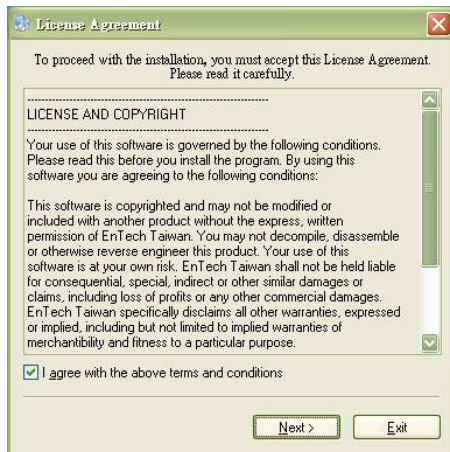 License Agreement
To proceed with the installation, you must accept this License Agreement.
Please read it carefully.
----------------------------------------------------------------------
LICENSE AND COPYRIGHT
----------------------------------------------------------------------
Your use of this software is governed by the following conditions.
Please read this before you install the program. By using this
software you are agreeing to the following conditions:
This software is copyrighted and may not be modified or
included with another product without the express, written
permission of EnTech Taiwan. You may not decompile, disassemble
or otherwise reverse engineer this product. Your use of this
software is at your own risk. EnTech Taiwan shall not be held liable
for consequential, special, indirect or other similar damages or
claims, including loss of profits or any other commercial damages.
EnTech Taiwan specifically disclaims all other warranties, expressed
or implied, including but not limited to implied warranties of
merchantibility and fitness to a particular purpose.
I agree with the above terms and conditions
Next >
Exit